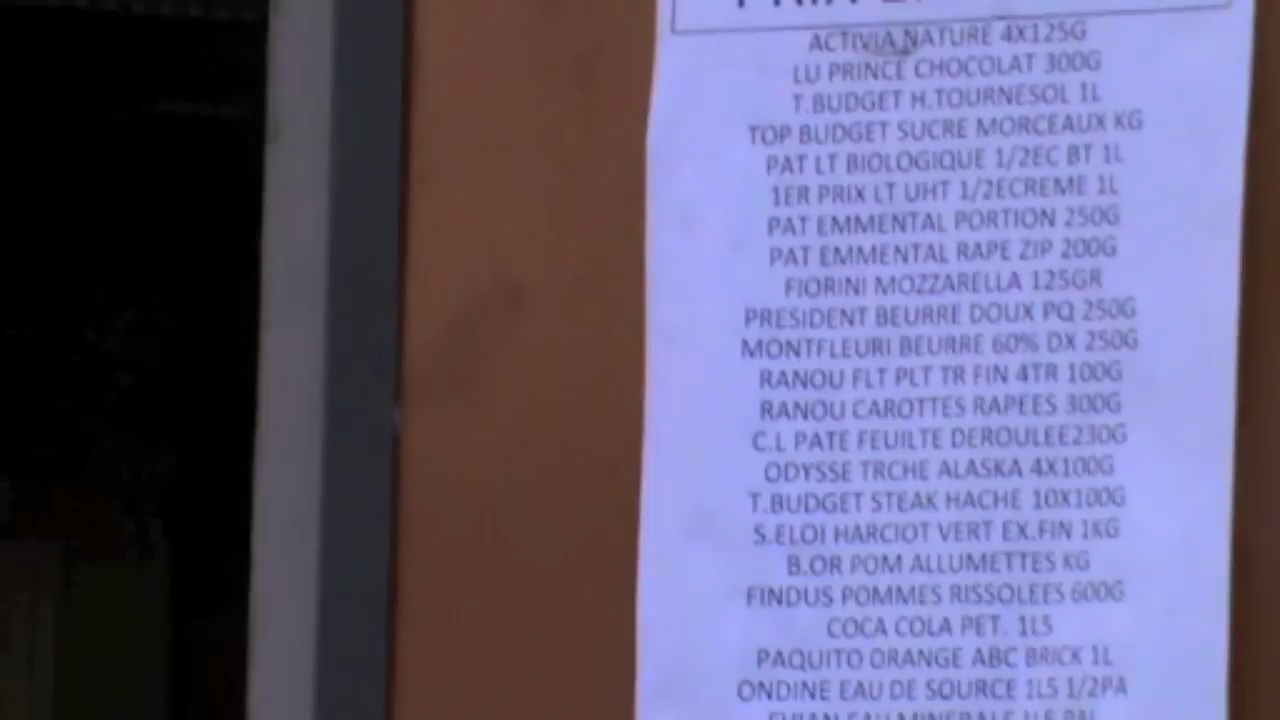 ACTIVIA NATURE 4X125G
LU PRINCE CHOCOLAT 300G
T.BUDGET H.TOURNESOL 1L
TOP BUDGET SUCRE MORCEAUX KG
PAT LT BIOLOGIQUE 1/2EC BT 1L
1ER PRIX LT UHT 1/2ECREME 1L
PAT EMMENTAL PORTION 250G
PAT EMMENTAL RAPE ZIP 200G
FIORINI MOZZARELLA 125GR
PRESIDENT BEURRE DOUX PQ 250G
MONTFLEURI BEURRE 60% DX 250G
RANOU FLT PLT TR FIN 4TR 100G
RANOU CAROTTES RAPEES 300G
C.L PATE FEUILTE DEROULEE230G
ODYSSE TRCHE ALASKA 4X100G
T.BUDGET STEAK HACHE 10X100G
S.ELOI HARCIOT VERT EX.FIN 1KG
B.OR POM ALLUMETTES KG
FINDUS POMMES RISSOLEES 600G
COCA COLA PET. 1L5
PAQUITO ORANGE ABC BRICK 1L
ONDINE EAU DE SOURCE 1L5 1/2PA
EVIAN EAU MINERALE 1L5 PAL